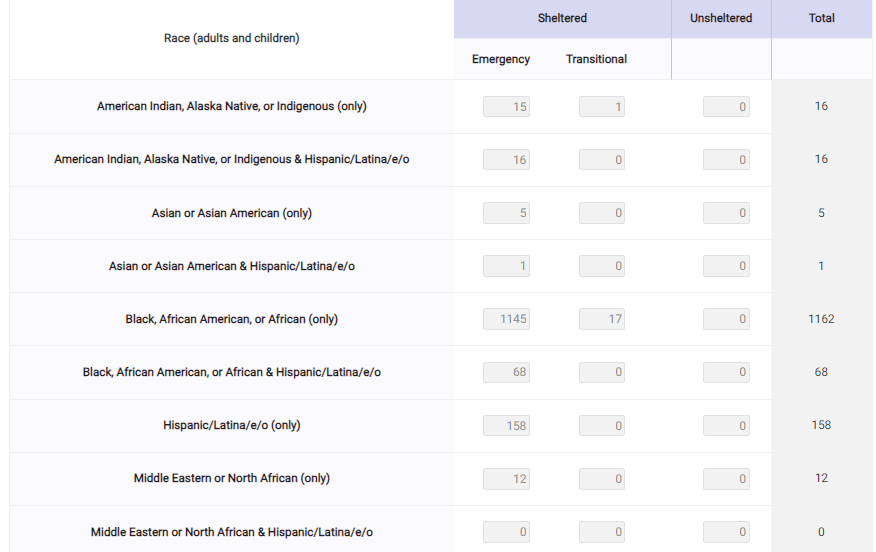 Race (adults and children) Sheltered Unsheltered Total
Emergency Transitional
American Indian, Alaska Native, or Indigenous (only) 15 1 0 16
American Indian, Alaska Native, or Indigenous & Hispanic/Latina/e/o 16 0 0 16
Asian or Asian American (only) 5 0 0 5
Asian or Asian American & Hispanic/Latina/e/o 1 0 0 1
Black, African American, or African (only) 1145 17 0 1162
Black, African American, or African & Hispanic/Latina/e/o 68 0 0 68
Hispanic/Latina/e/o (only) 158 0 0 158
Middle Eastern or North African (only) 12 0 0 12
Middle Eastern or North African & Hispanic/Latina/e/o 0 0 0 0